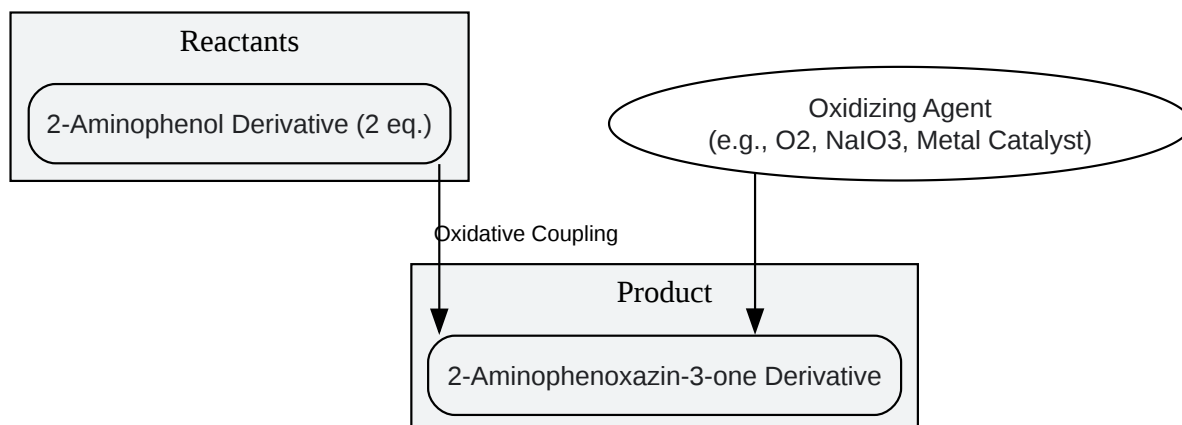 Reactants
2-Aminophenol Derivative (2 eq.)
Oxidizing Agent
(e.g., O2, NaIO3, Metal Catalyst)
Oxidative Coupling
Product
2-Aminophenoxazin-3-one Derivative